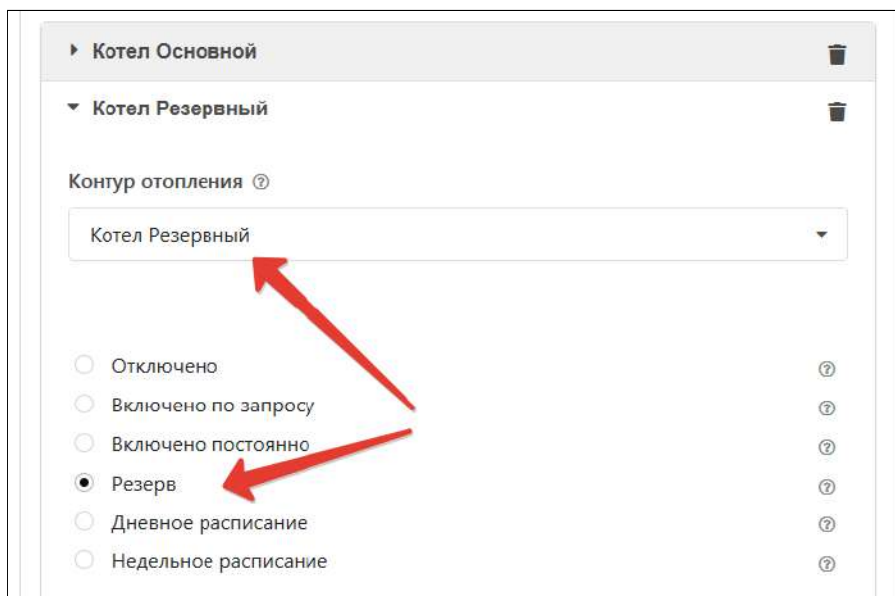 Котел Основной
Котел Резервный
Контур отопления
Котел Резервный
Отключено
Включено по запросу
Включено постоянно
Резерв
Дневное расписание
Недельное расписание